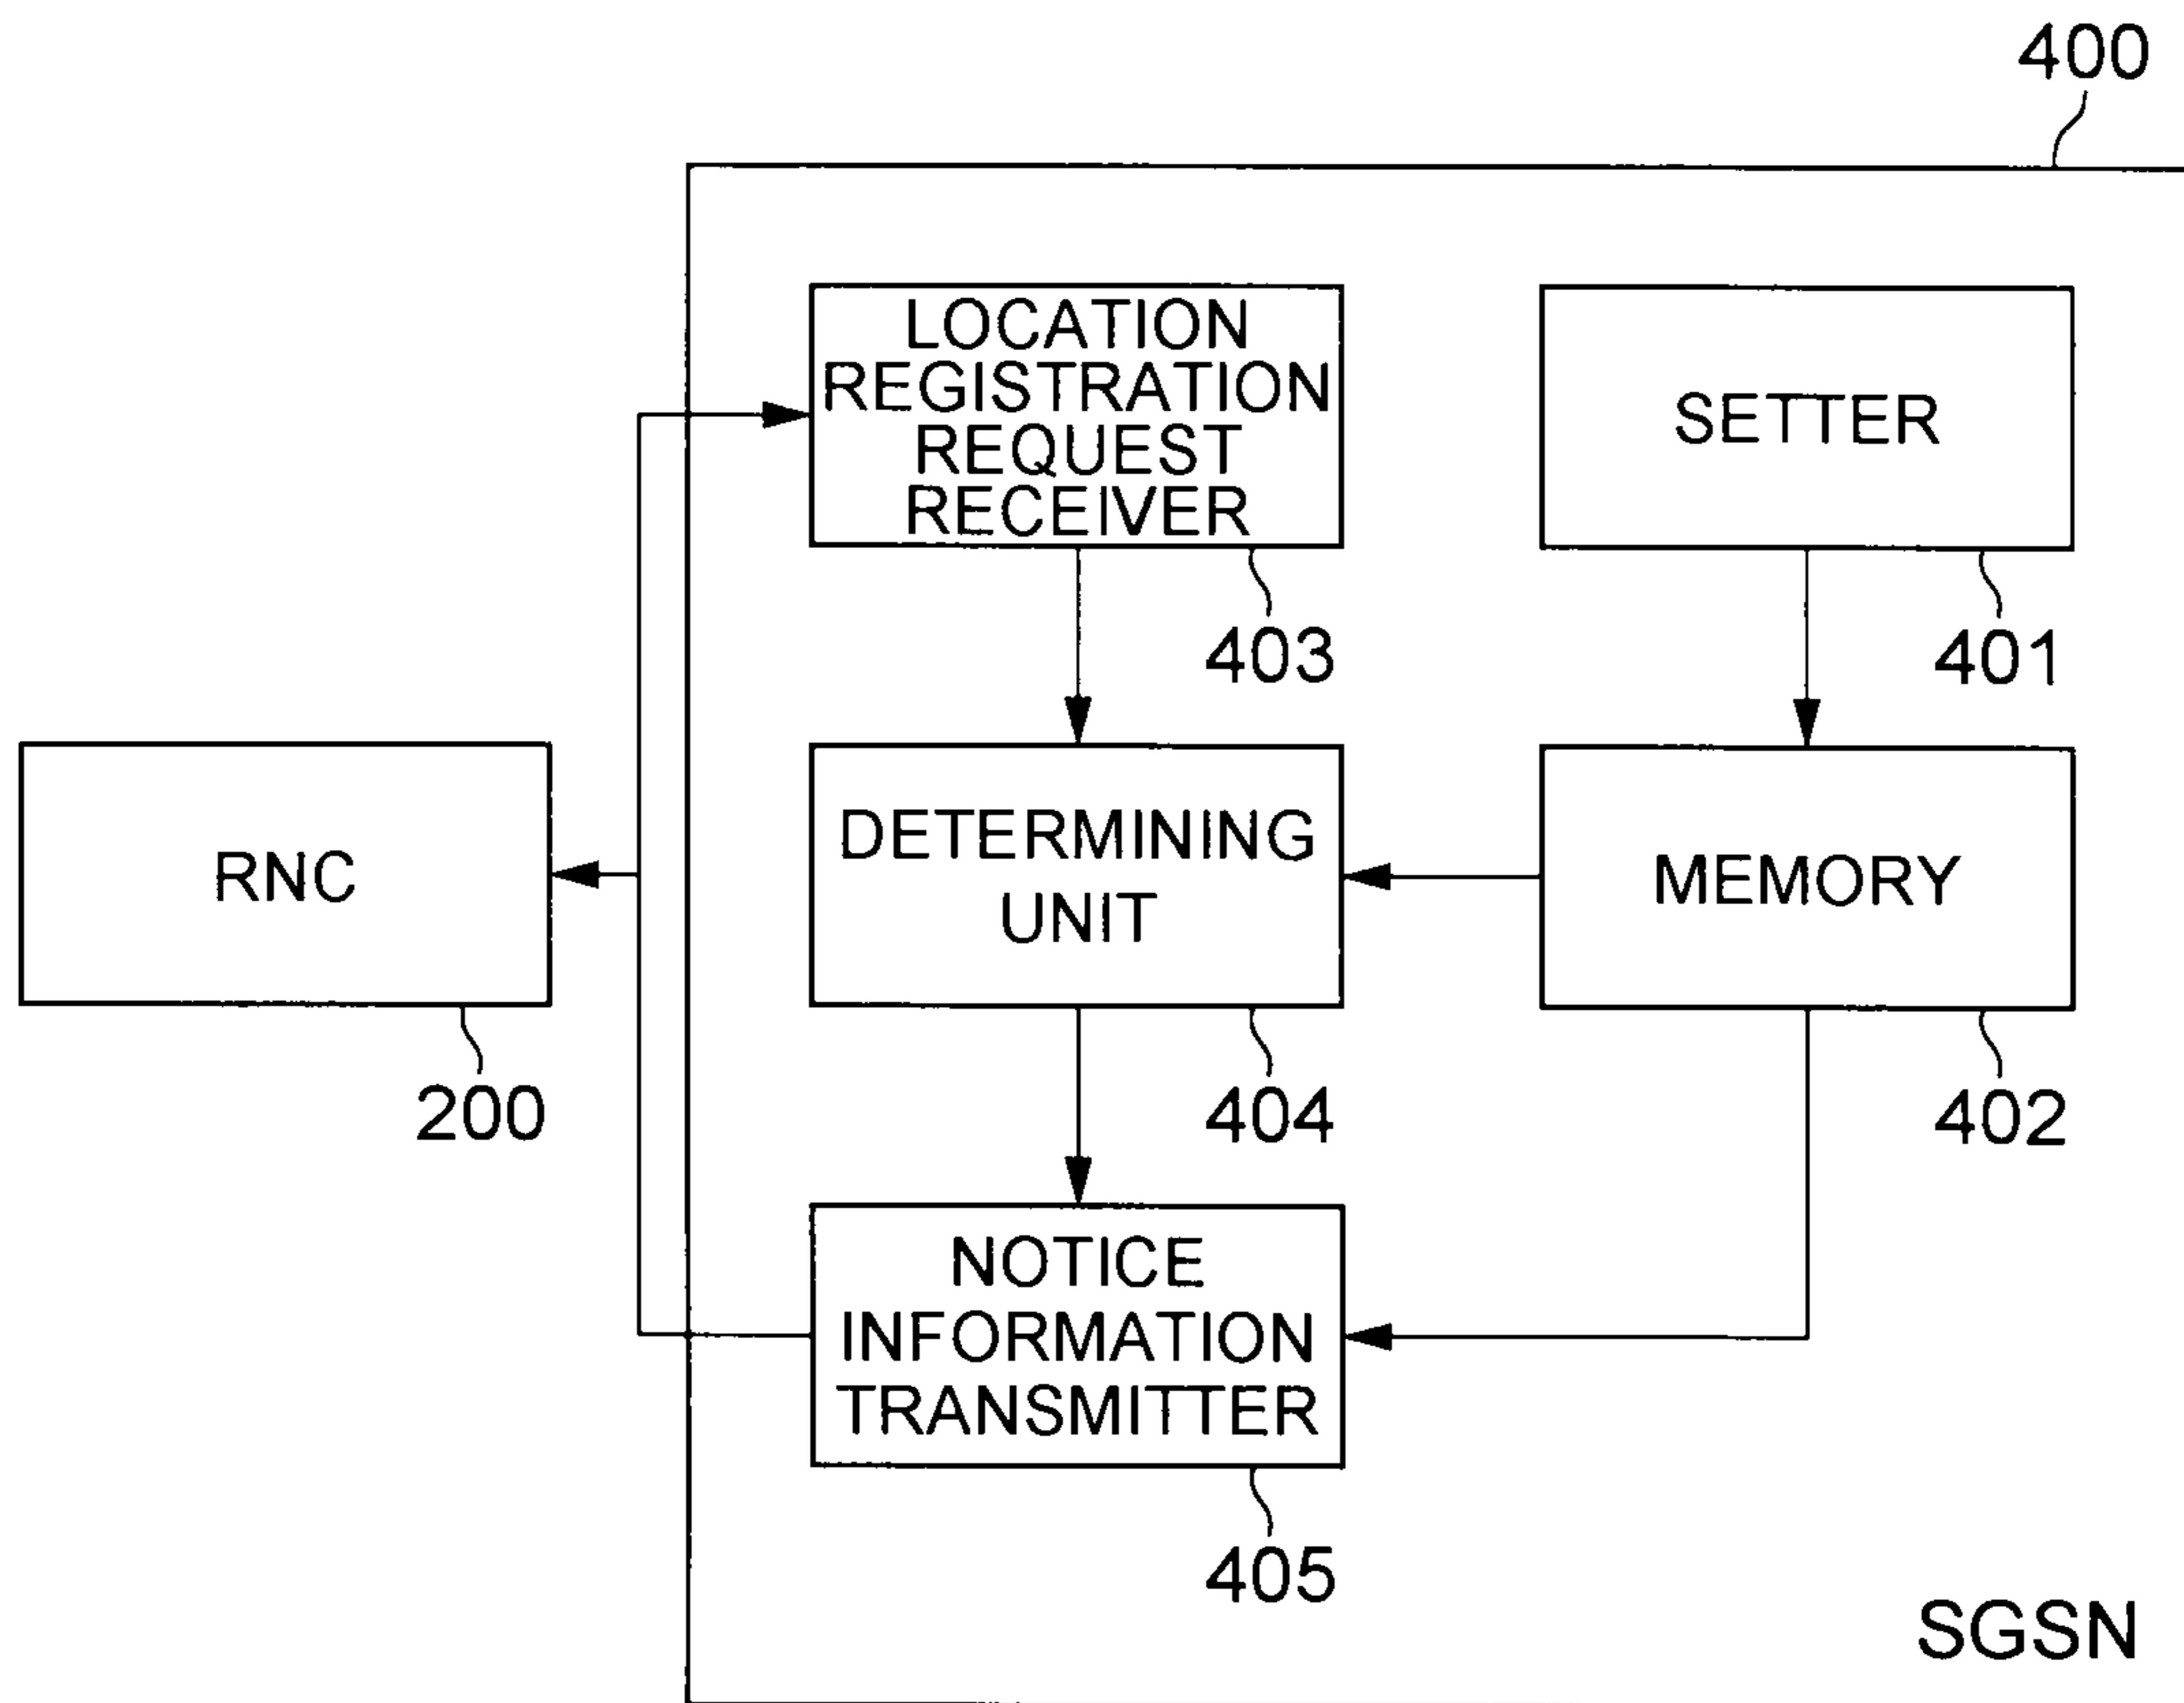 400
LOCATION
REGISTRATION
REQUEST
RECEIVER
SETTER
403
401
RNC
DETERMINING
UNIT
MEMORY
200
404
402
NOTICE
INFORMATION
TRANSMITTER
405
SGSN